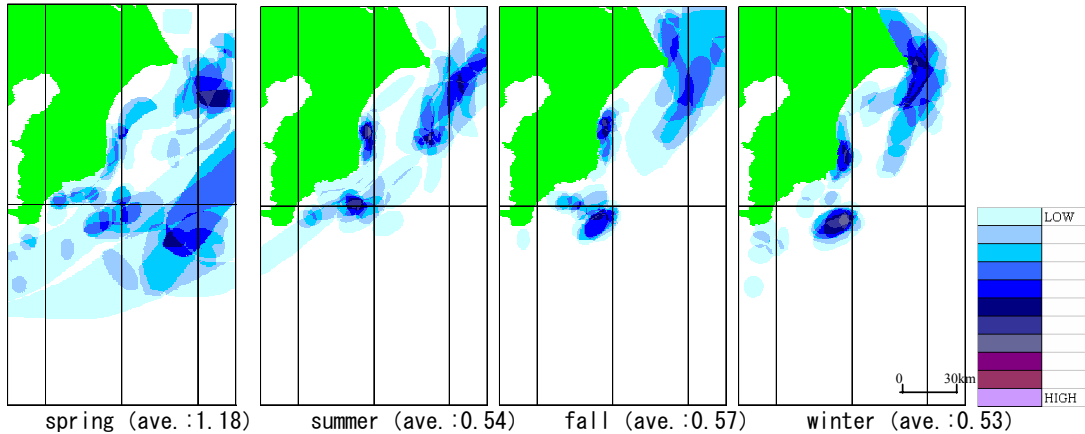 LOW
HIGH
0 30km
spring (ave.:1.18)
summer (ave.:0.54)
fall (ave.:0.57)
winter (ave.:0.53)